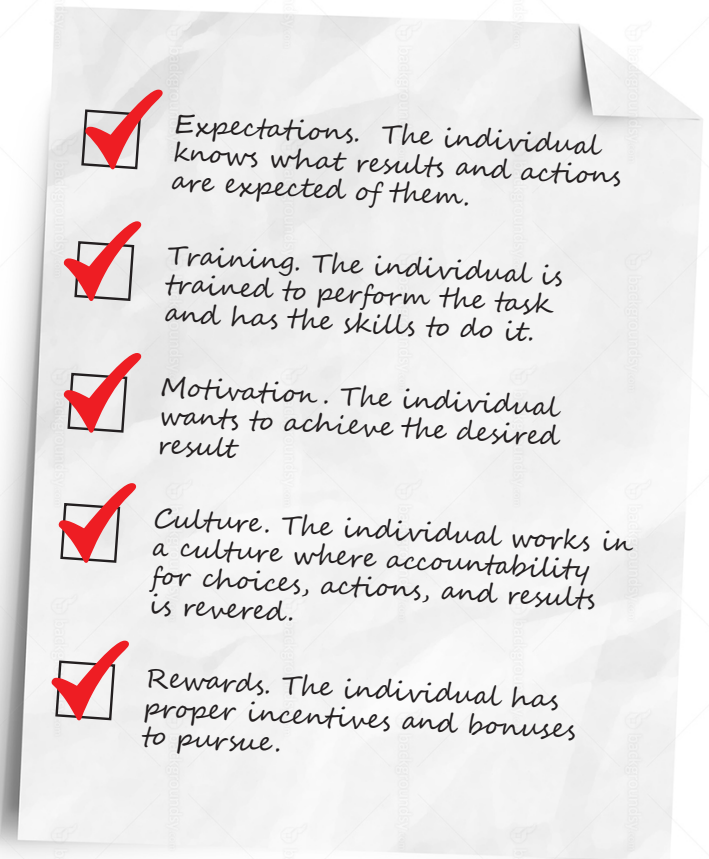 Expectations. The individual
knows what results and actions
are expected of them.
Training. The individual is
trained to perform the task
and has the skills to do it.
Motivation. The individual
wants to achieve the desired
result
Culture. The individual works in
a culture where accountability
for choices, actions, and results
is revered.
Rewards. The individual has
proper incentives and bonuses
to pursue.